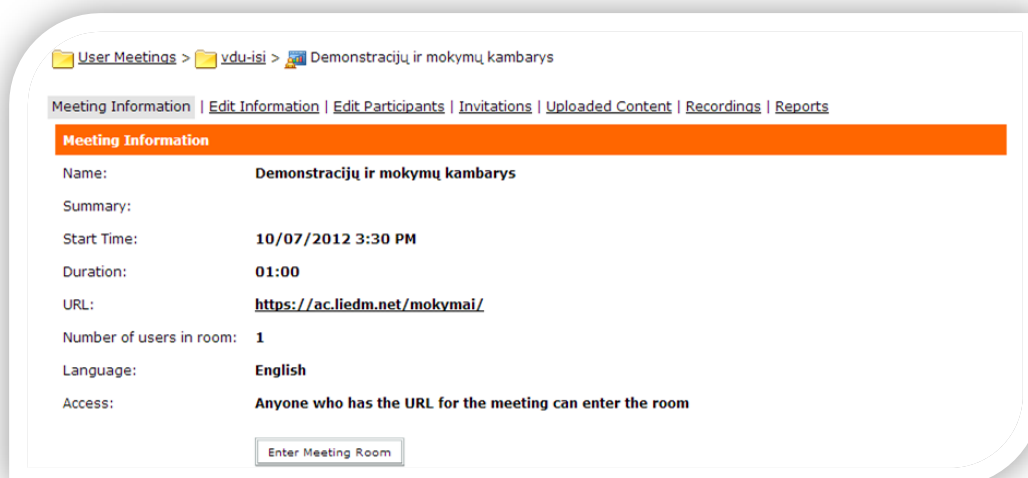 User Meetings > vdu-isi > Demonstracijų ir mokymų kambarys
Meeting Information | Edit Information | Edit Participants | Invitations | Uploaded Content | Recordings | Reports
Meeting Information
Name: Demonstracijų ir mokymų kambarys
Summary:
Start Time: 10/07/2012 3:30 PM
Duration: 01:00
URL: https://ac.liedm.net/mokymai/
Number of users in room: 1
Language: English
Access: Anyone who has the URL for the meeting can enter the room
Enter Meeting Room